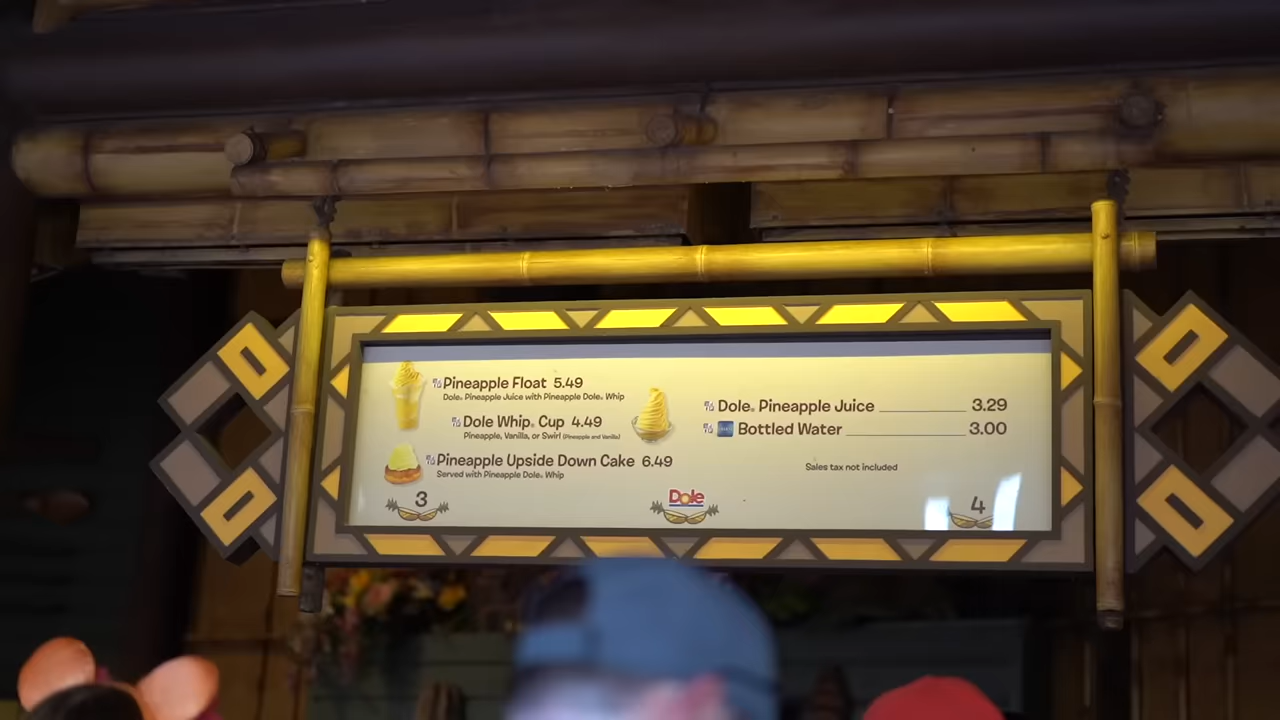 Pineapple Float 5.49
Dole® Pineapple Juice with Pineapple Dole® Whip
Dole Whip® Cup 4.49
Pineapple, Vanilla, or Swirl (Pineapple and Vanilla)
Pineapple Upside Down Cake 6.49
Served with Pineapple Dole® Whip
3
Dole
Dole® Pineapple Juice 3.29
Bottled Water 3.00
Sales tax not included
4